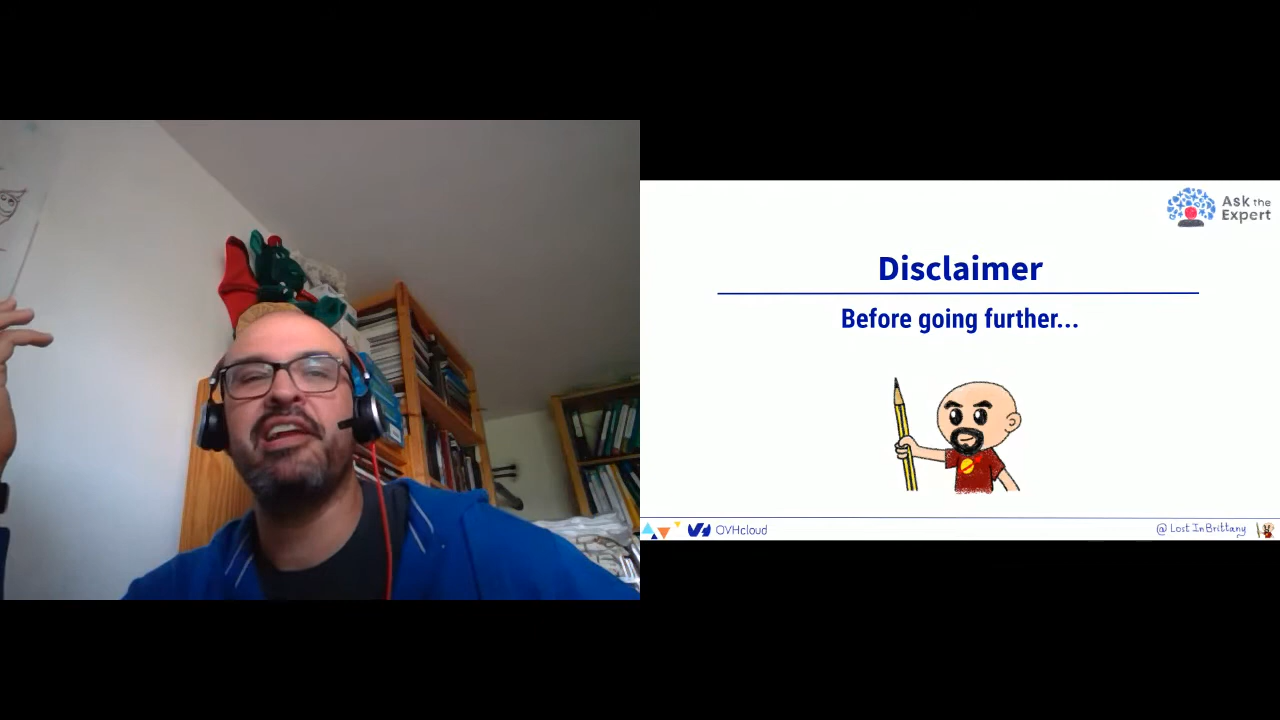 Ask the
Expert
Disclaimer
Before going further...
OVHcloud
@LostInBrittany